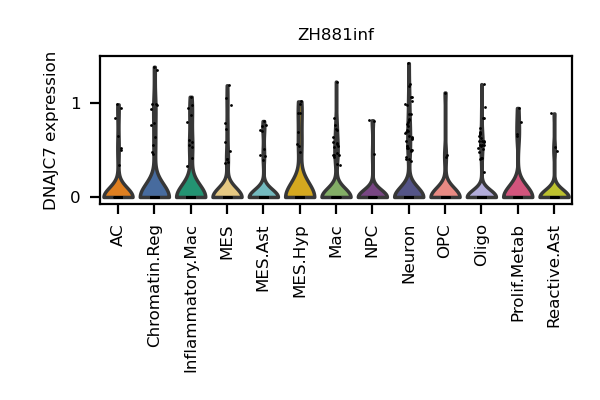 ZH881inf
DNAJC7 expression
1
0
AC
Chromatin.Reg
Inflammatory.Mac
MES
MES.Ast
MES.Hyp
Mac
NPC
Neuron
OPC
Oligo
Prolif.Metab
Reactive.Ast